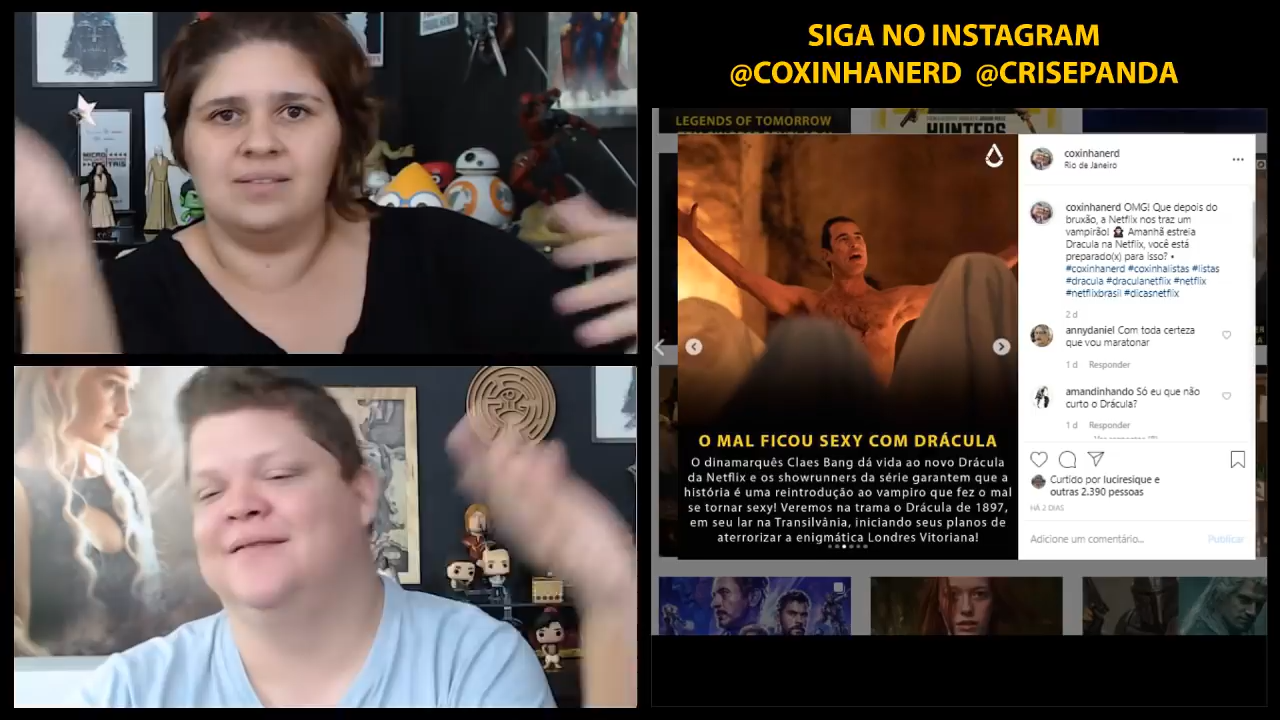 SIGA NO INSTAGRAM
@COXINHANERD @CRISEPANDA
LEGENDS OF TOMORROW
HUNTERS
coxinhanerd
Rio de Janeiro
coxinhanerd OMG! Que depois do
bruxão, a Netflix nos traz um
vampirão! 🧛🏻 Amanhã estreia
Dracula na Netflix, você está
preparado(x) para isso? •
#coxinhanerd #coxinhalistas #listas
#dracula #draculanetflix #netflix
#netflixbrasil #dicasnetflix
2 d
annydaniel Com toda certeza
que vou maratonar
1 d Responder
amandinhando Só eu que não
curto o Drácula?
1 d Responder
Curtido por luciresique e
outras 2.390 pessoas
HÁ 2 DIAS
Adicione um comentário... Publicar
O MAL FICOU SEXY COM DRÁCULA
O dinamarquês Claes Bang dá vida ao novo Drácula
da Netflix e os showrunners da série garantem que a
história é uma reintrodução ao vampiro que fez o mal
se tornar sexy! Veremos na trama o Drácula de 1897,
em seu lar na Transilvânia, iniciando seus planos de
aterrorizar a enigmática Londres Vitoriana!